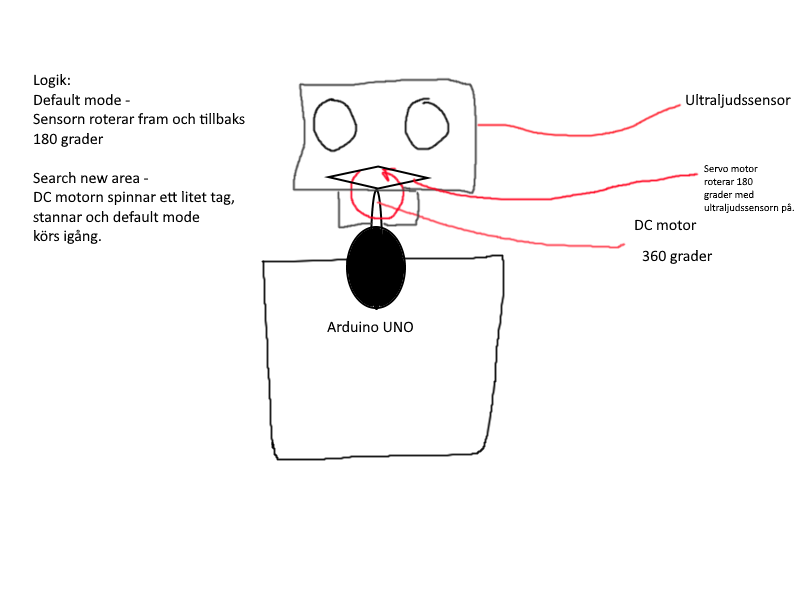 Logik:
Default mode -
Sensorn roterar fram och tillbaks
180 grader
Search new area -
DC motorn spinnar ett litet tag,
stannar och default mode
körs igång.
Ultraljudssensor
Servo motor
roterar 180
grader med
ultraljudssensorn på.
DC motor
360 grader
Arduino UNO